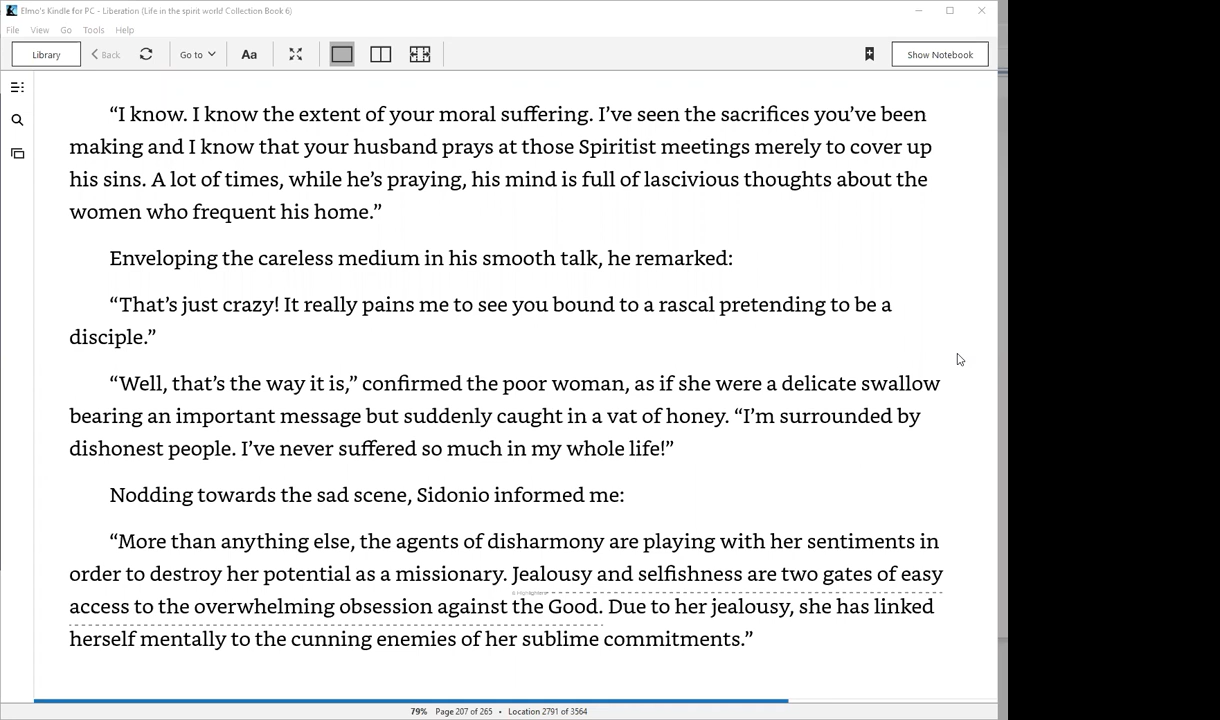 Elmo's Kindle for PC - Liberation (Life in the spirit world Collection Book 6)
File View Go Tools Help
Library Back Go to Aa Show Notebook
“I know. I know the extent of your moral suffering. I’ve seen the sacrifices you’ve been
making and I know that your husband prays at those Spiritist meetings merely to cover up
his sins. A lot of times, while he’s praying, his mind is full of lascivious thoughts about the
women who frequent his home.”
Enveloping the careless medium in his smooth talk, he remarked:
“That’s just crazy! It really pains me to see you bound to a rascal pretending to be a
disciple.”
“Well, that’s the way it is,” confirmed the poor woman, as if she were a delicate swallow
bearing an important message but suddenly caught in a vat of honey. “I’m surrounded by
dishonest people. I’ve never suffered so much in my whole life!”
Nodding towards the sad scene, Sidonio informed me:
“More than anything else, the agents of disharmony are playing with her sentiments in
order to destroy her potential as a missionary. Jealousy and selfishness are two gates of easy
6 Highlighters
access to the overwhelming obsession against the Good. Due to her jealousy, she has linked
herself mentally to the cunning enemies of her sublime commitments.”
79% Page 207 of 265 • Location 2791 of 3564